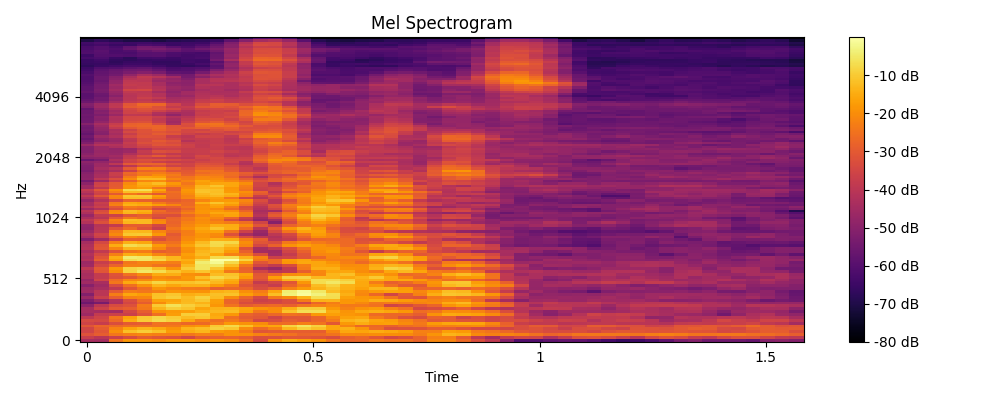 Mel Spectrogram
Hz
4096
2048
1024
512
0
0
0.5
1
1.5
Time
-10 dB
-20 dB
-30 dB
-40 dB
-50 dB
-60 dB
-70 dB
-80 dB